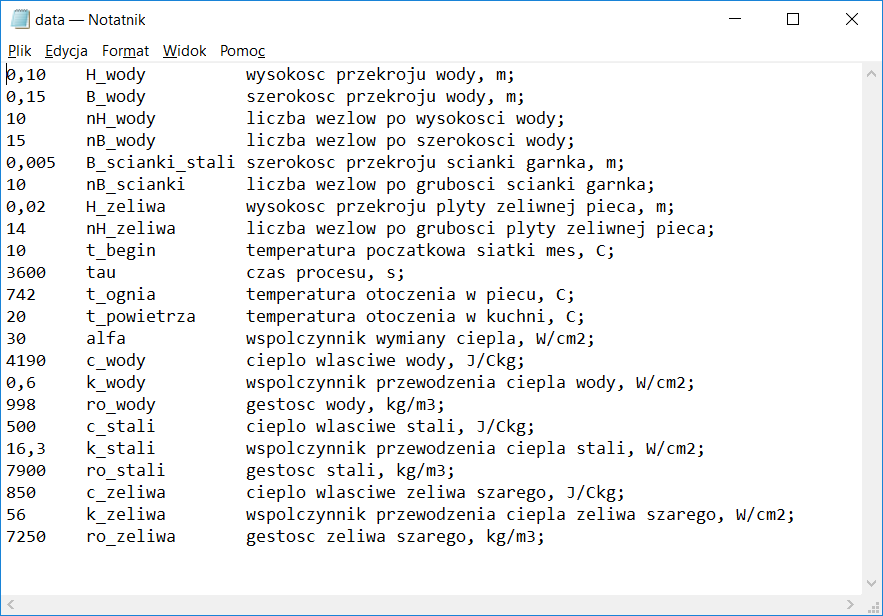 data — Notatnik
Plik Edycja Format Widok Pomoc
0,10 H_wody wysokosc przekroju wody, m;
0,15 B_wody szerokosc przekroju wody, m;
10 nH_wody liczba wezlow po wysokosci wody;
15 nB_wody liczba wezlow po szerokosci wody;
0,005 B_scianki_stali szerokosc przekroju scianki garnka, m;
10 nB_scianki liczba wezlow po grubosci scianki garnka;
0,02 H_zeliwa wysokosc przekroju plyty zeliwnej pieca, m;
14 nH_zeliwa liczba wezlow po grubosci plyty zeliwnej pieca;
10 t_begin temperatura poczatkowa siatki mes, C;
3600 tau czas procesu, s;
742 t_ognia temperatura otoczenia w piecu, C;
20 t_powietrza temperatura otoczenia w kuchni, C;
30 alfa wspolczynnik wymiany ciepla, W/cm2;
4190 c_wody cieplo wlasciwe wody, J/Ckg;
0,6 k_wody wspolczynnik przewodzenia ciepla wody, W/cm2;
998 ro_wody gestosc wody, kg/m3;
500 c_stali cieplo wlasciwe stali, J/Ckg;
16,3 k_stali wspolczynnik przewodzenia ciepla stali, W/cm2;
7900 ro_stali gestosc stali, kg/m3;
850 c_zeliwa cieplo wlasciwe zeliwa szarego, J/Ckg;
56 k_zeliwa wspolczynnik przewodzenia ciepla zeliwa szarego, W/cm2;
7250 ro_zeliwa gestosc zeliwa szarego, kg/m3;